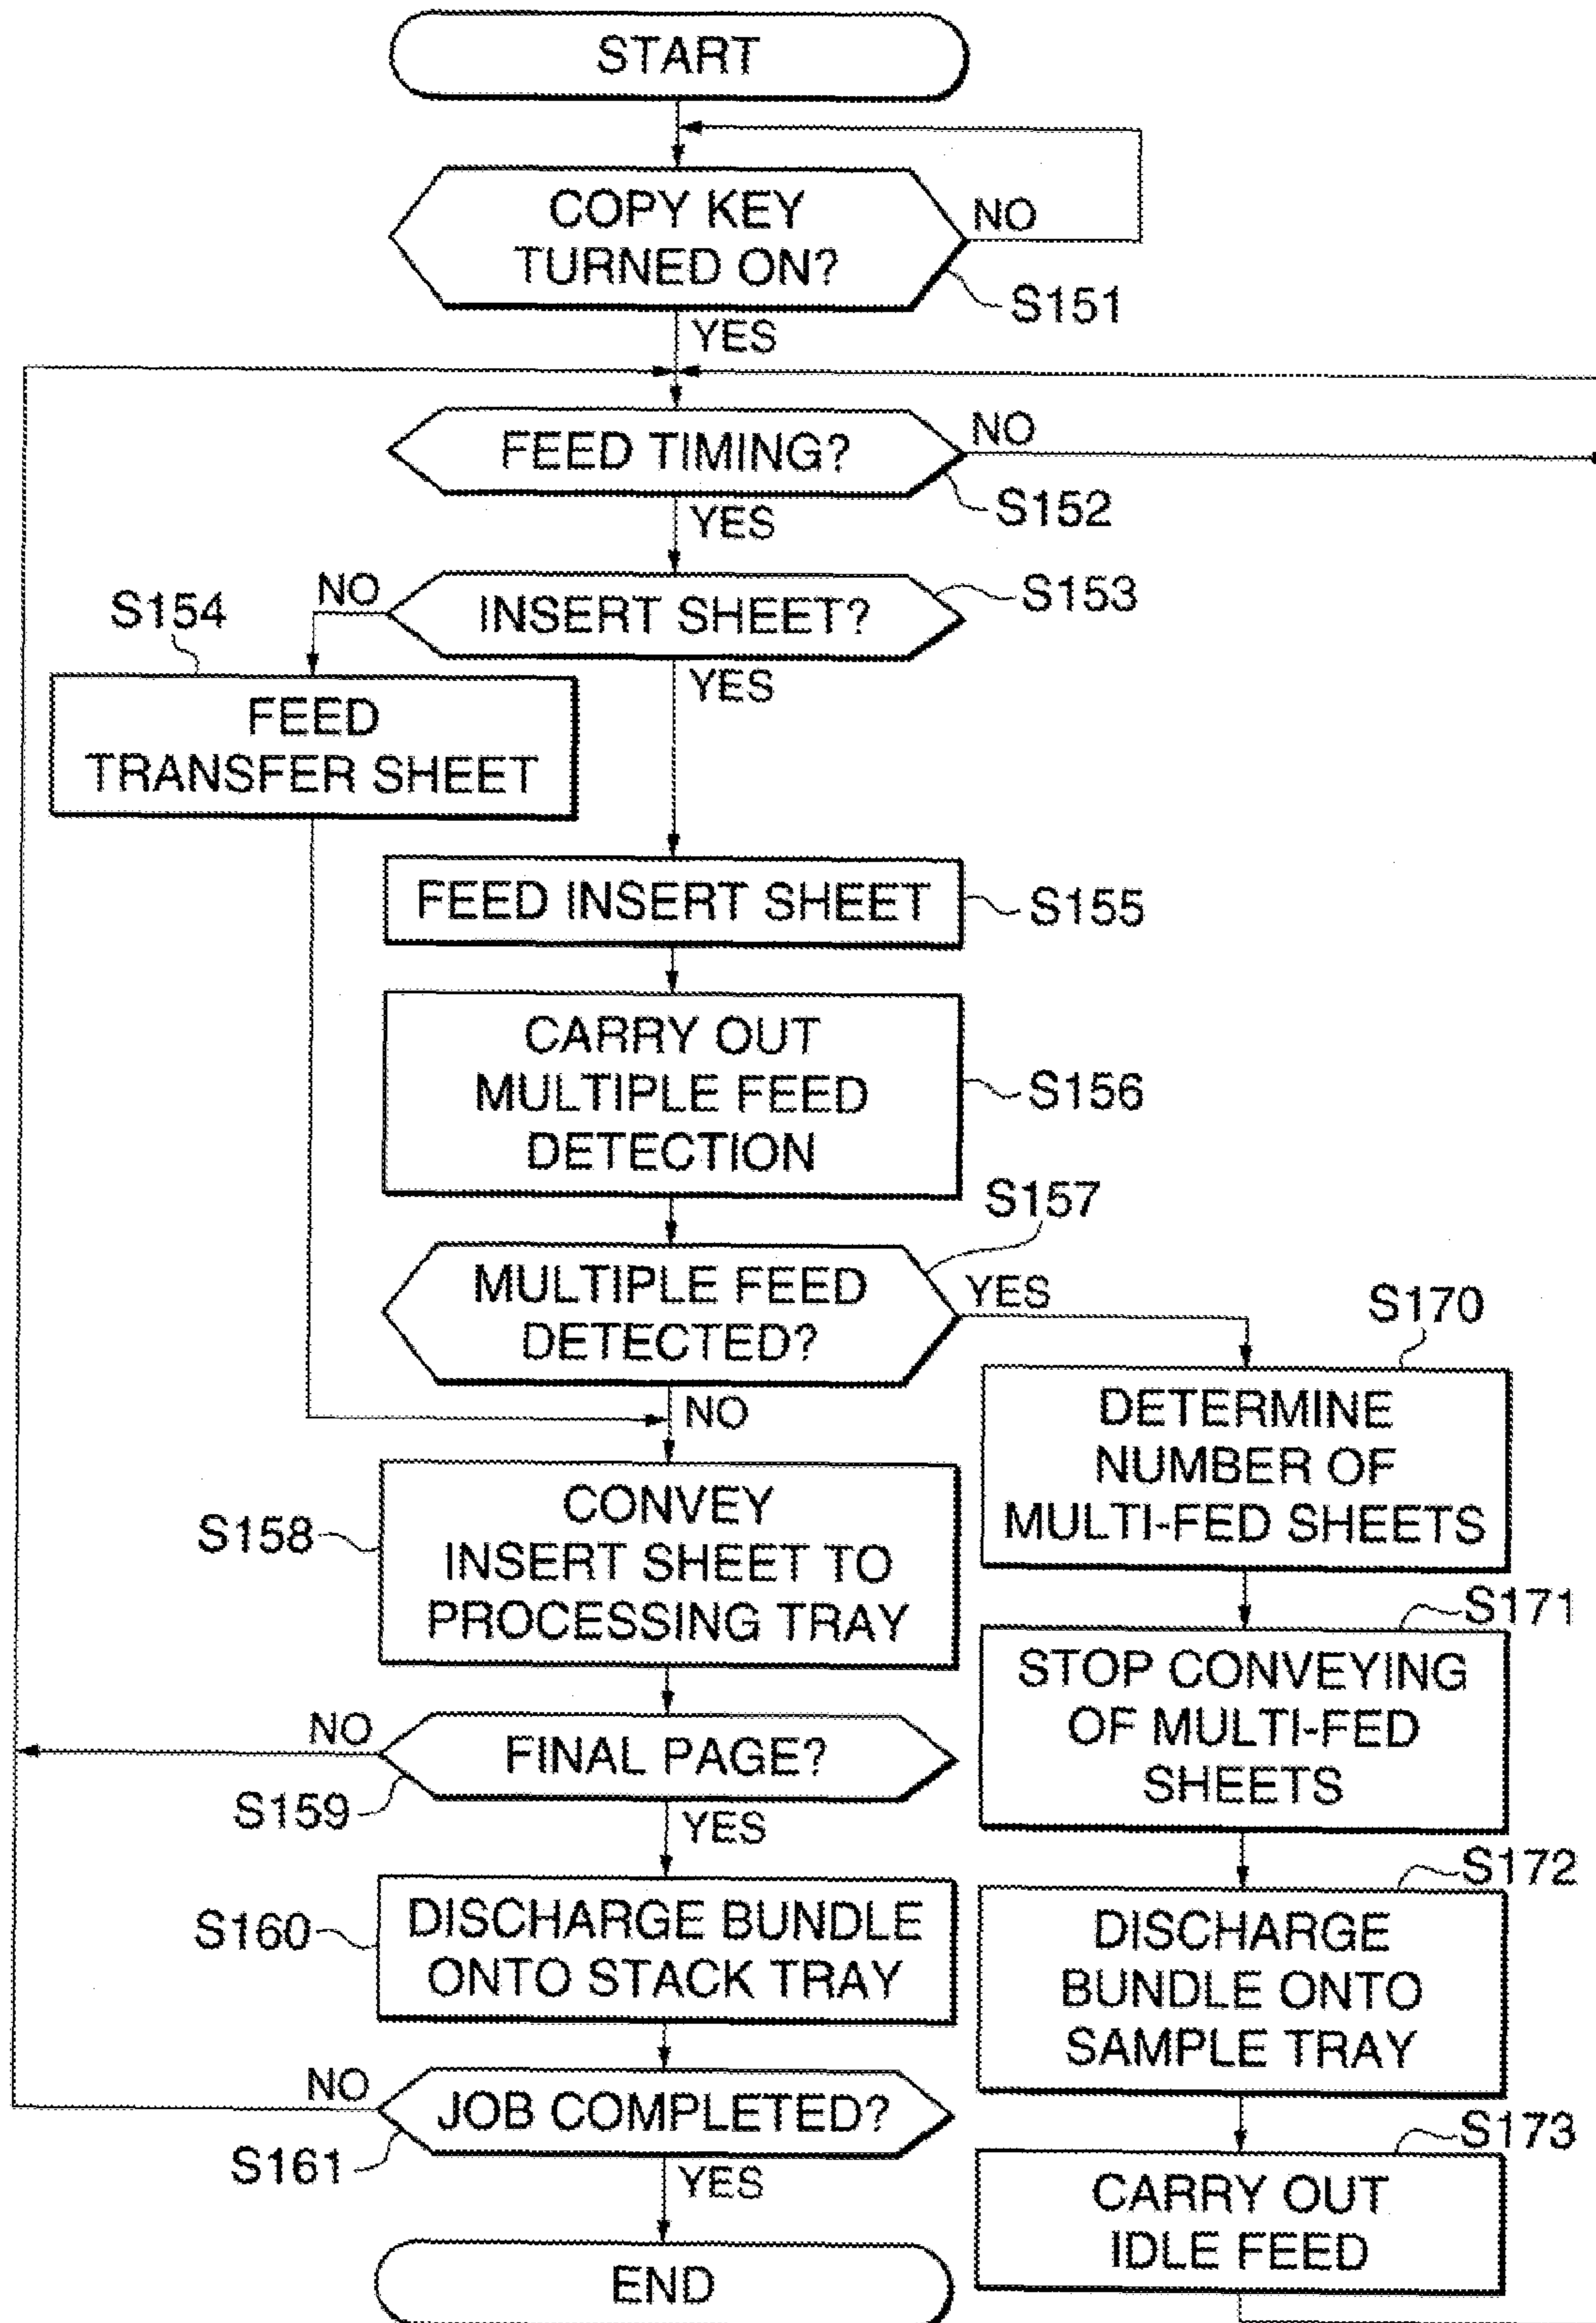 START
COPY KEY
TURNED ON?
NO
S151
YES
FEED TIMING?
NO
S152
YES
INSERT SHEET?
NO
S153
S154
YES
FEED
TRANSFER SHEET
FEED INSERT SHEET
S155
CARRY OUT
MULTIPLE FEED
DETECTION
S156
S157
MULTIPLE FEED
DETECTED?
YES
NO
S170
DETERMINE
NUMBER OF
MULTI-FED SHEETS
S158
CONVEY
INSERT SHEET TO
PROCESSING TRAY
S171
STOP CONVEYING
OF MULTI-FED
SHEETS
NO
FINAL PAGE?
S159
YES
S172
DISCHARGE
BUNDLE ONTO
SAMPLE TRAY
S160
DISCHARGE BUNDLE
ONTO STACK TRAY
NO
JOB COMPLETED?
S161
YES
S173
CARRY OUT
IDLE FEED
END